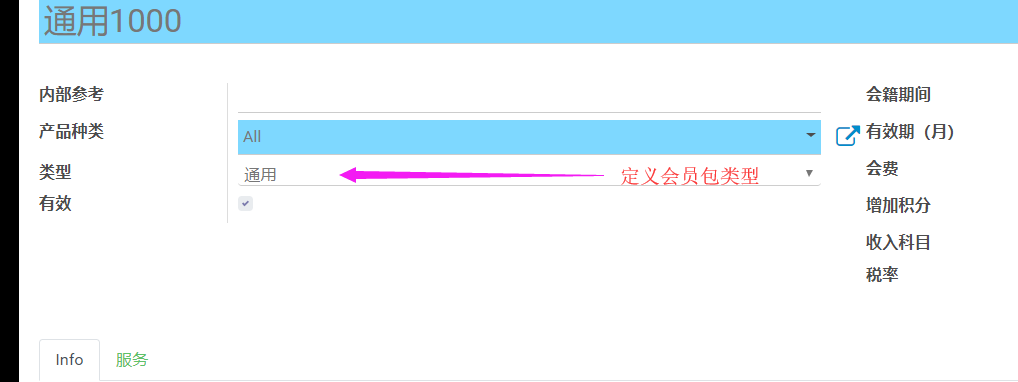 通用1000
内部参考
产品种类 All
类型 通用 定义会员包类型
有效
会籍期间
有效期（月）
会费
增加积分
收入科目
税率
Info 服务